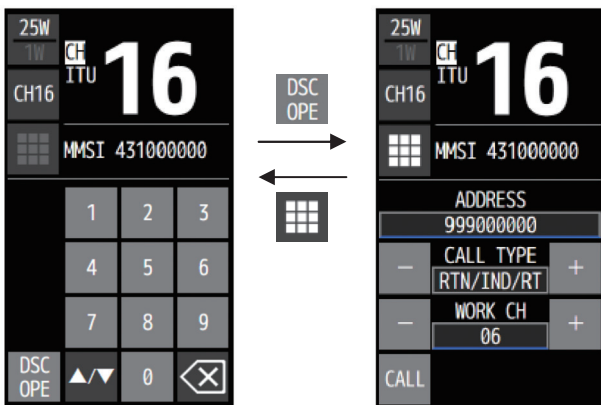 25W
1W
CH
ITU
16
CH16
MMSI 431000000
1 2 3
4 5 6
7 8 9
DSC
OPE
▲/▼ 0
DSC
OPE
25W
1W
CH
ITU
16
CH16
MMSI 431000000
ADDRESS
999000000
− CALL TYPE +
RTN/IND/RT
− WORK CH +
06
CALL